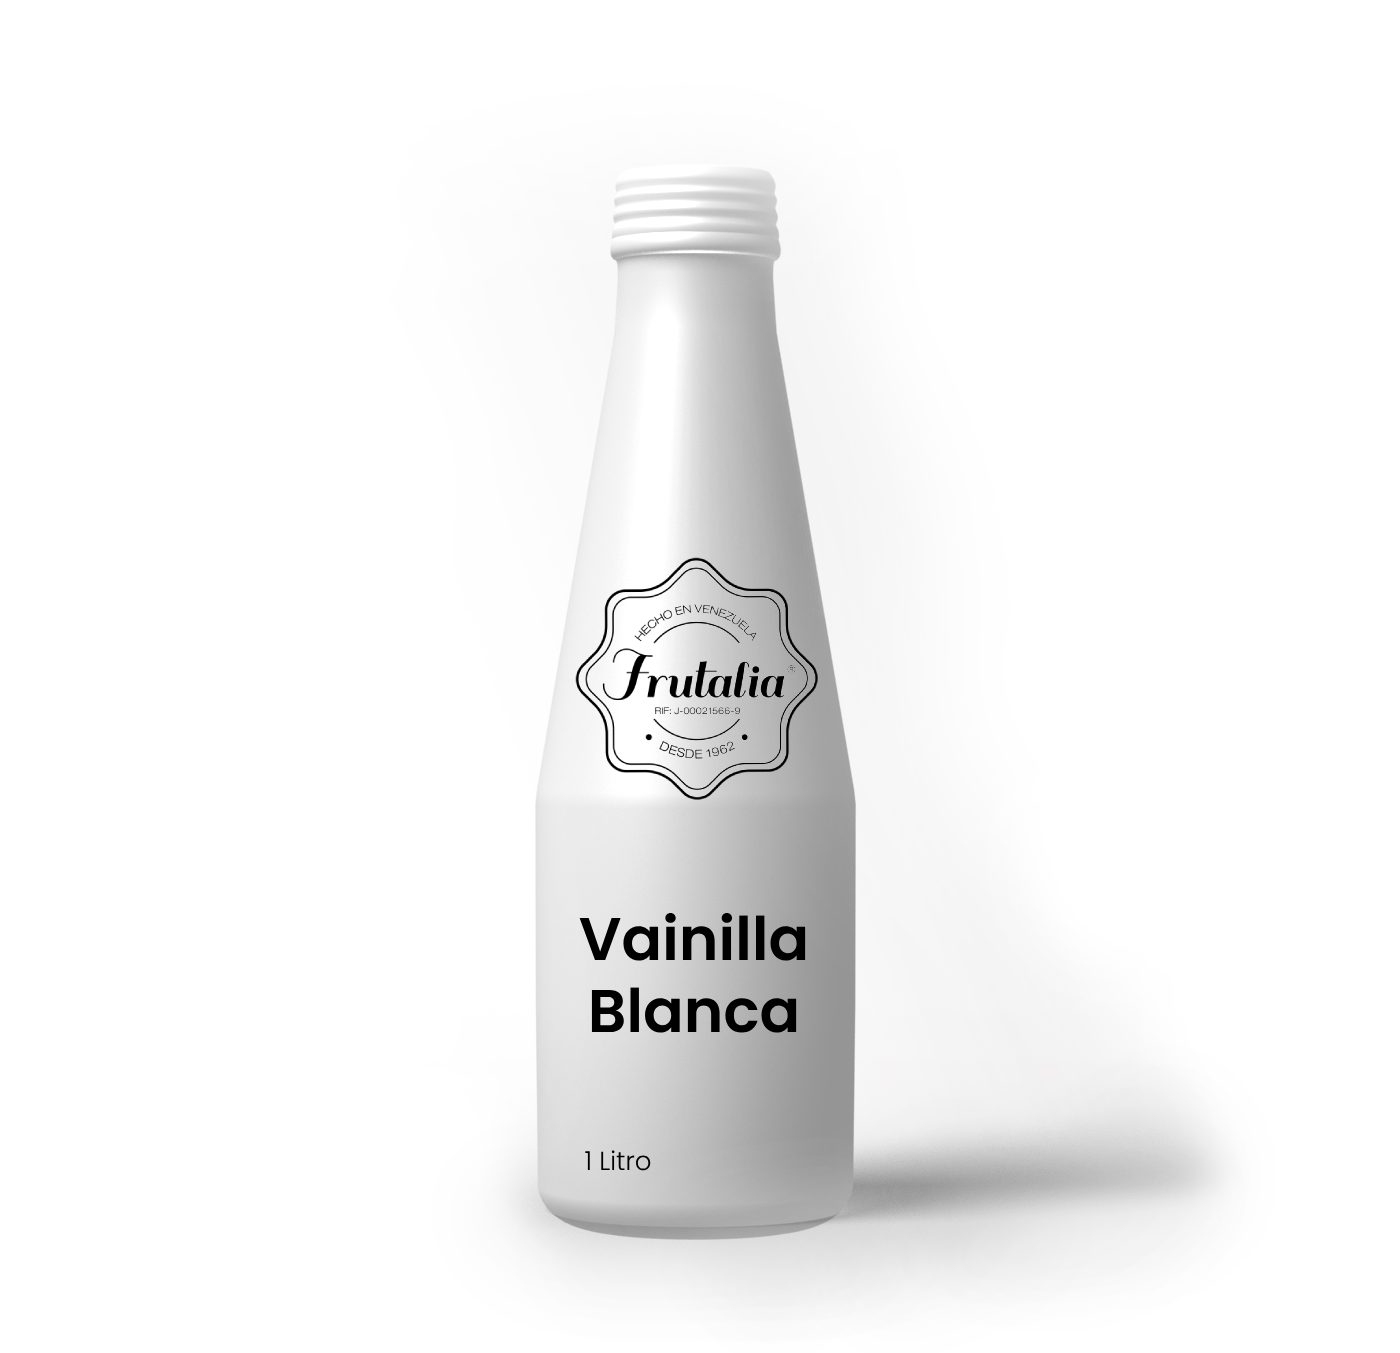 HECHO EN VENEZUELA
Frutalia®
RIF: J-00021566-9
• DESDE 1962 •
Vainilla
Blanca
1 Litro